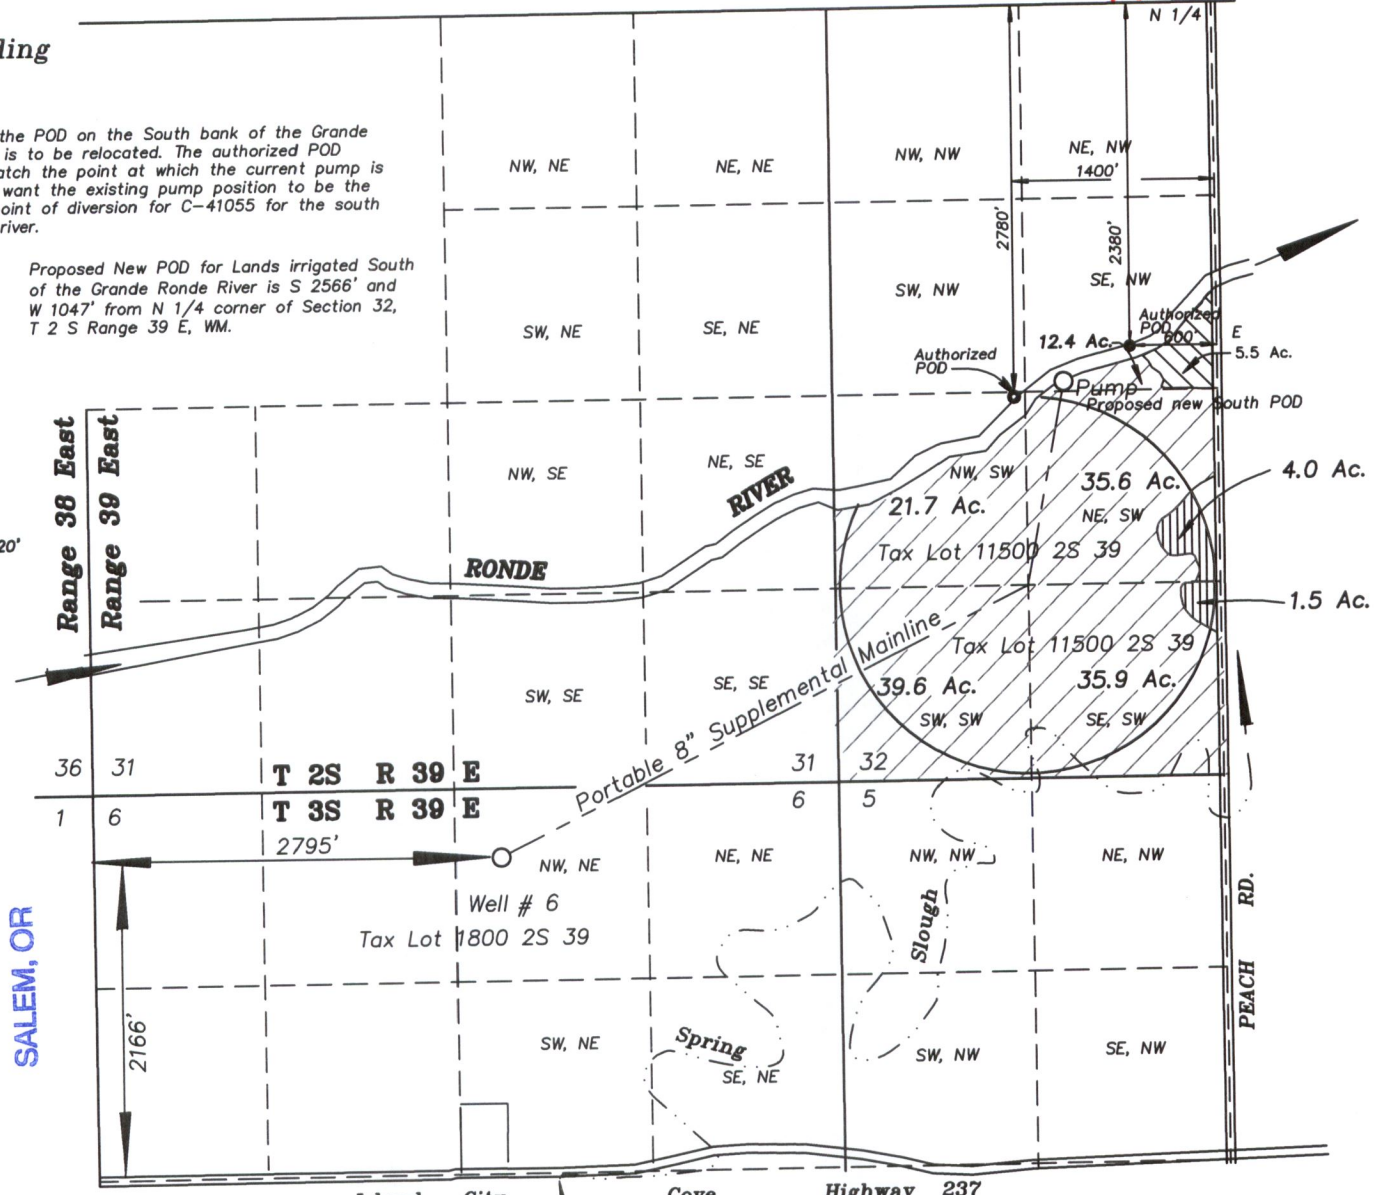 N 1/4
ling
the POD on the South bank of the Grande
is to be relocated. The authorized POD
atch the point at which the current pump is
want the existing pump position to be the
oint of diversion for C-41055 for the south
river.
Proposed New POD for Lands irrigated South
of the Grande Ronde River is S 2566' and
W 1047' from N 1/4 corner of Section 32,
T 2 S Range 39 E, WM.
NW, NE
NE, NE
NW, NW
NE, NW
1400'
2780'
2380'
SW, NE
SE, NE
SW, NW
SE, NW
Authorized
POD
600'
E
12.4 Ac.
5.5 Ac.
Authorized
POD
Pump
Proposed new South POD
Range 38 East
Range 39 East
20'
NW, SE
NE, SE
NW, SW
35.6 Ac.
4.0 Ac.
RIVER
21.7 Ac.
NE, SW
Tax Lot 11500 2S 39
RONDE
1.5 Ac.
Portable 8" Supplemental Mainline
Tax Lot 11500 2S 39
SW, SE
SE, SE
39.6 Ac.
35.9 Ac.
SW, SW
SE, SW
36 31
T 2S R 39 E
31 32
1 6
T 3S R 39 E
6 5
2795'
NW, NE
NE, NE
NW, NW
NE, NW
Well # 6
Tax Lot 1800 2S 39
Slough
PEACH RD.
SALEM, OR
2166'
SW, NE
Spring
SE, NE
SW, NW
SE, NW
City
Cove
Highway 237